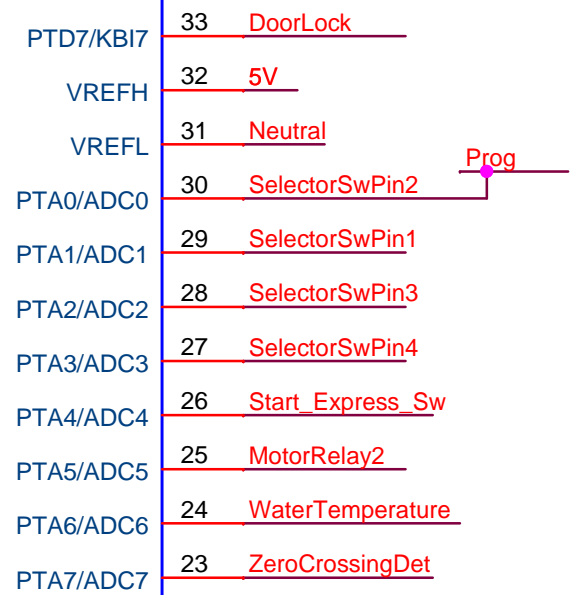 PTD7/KBI7 33 DoorLock
VREFH 32 5V
VREFL 31 Neutral
Prog
PTA0/ADC0 30 SelectorSwPin2
PTA1/ADC1 29 SelectorSwPin1
PTA2/ADC2 28 SelectorSwPin3
PTA3/ADC3 27 SelectorSwPin4
PTA4/ADC4 26 Start_Express_Sw
PTA5/ADC5 25 MotorRelay2
PTA6/ADC6 24 WaterTemperature
PTA7/ADC7 23 ZeroCrossingDet